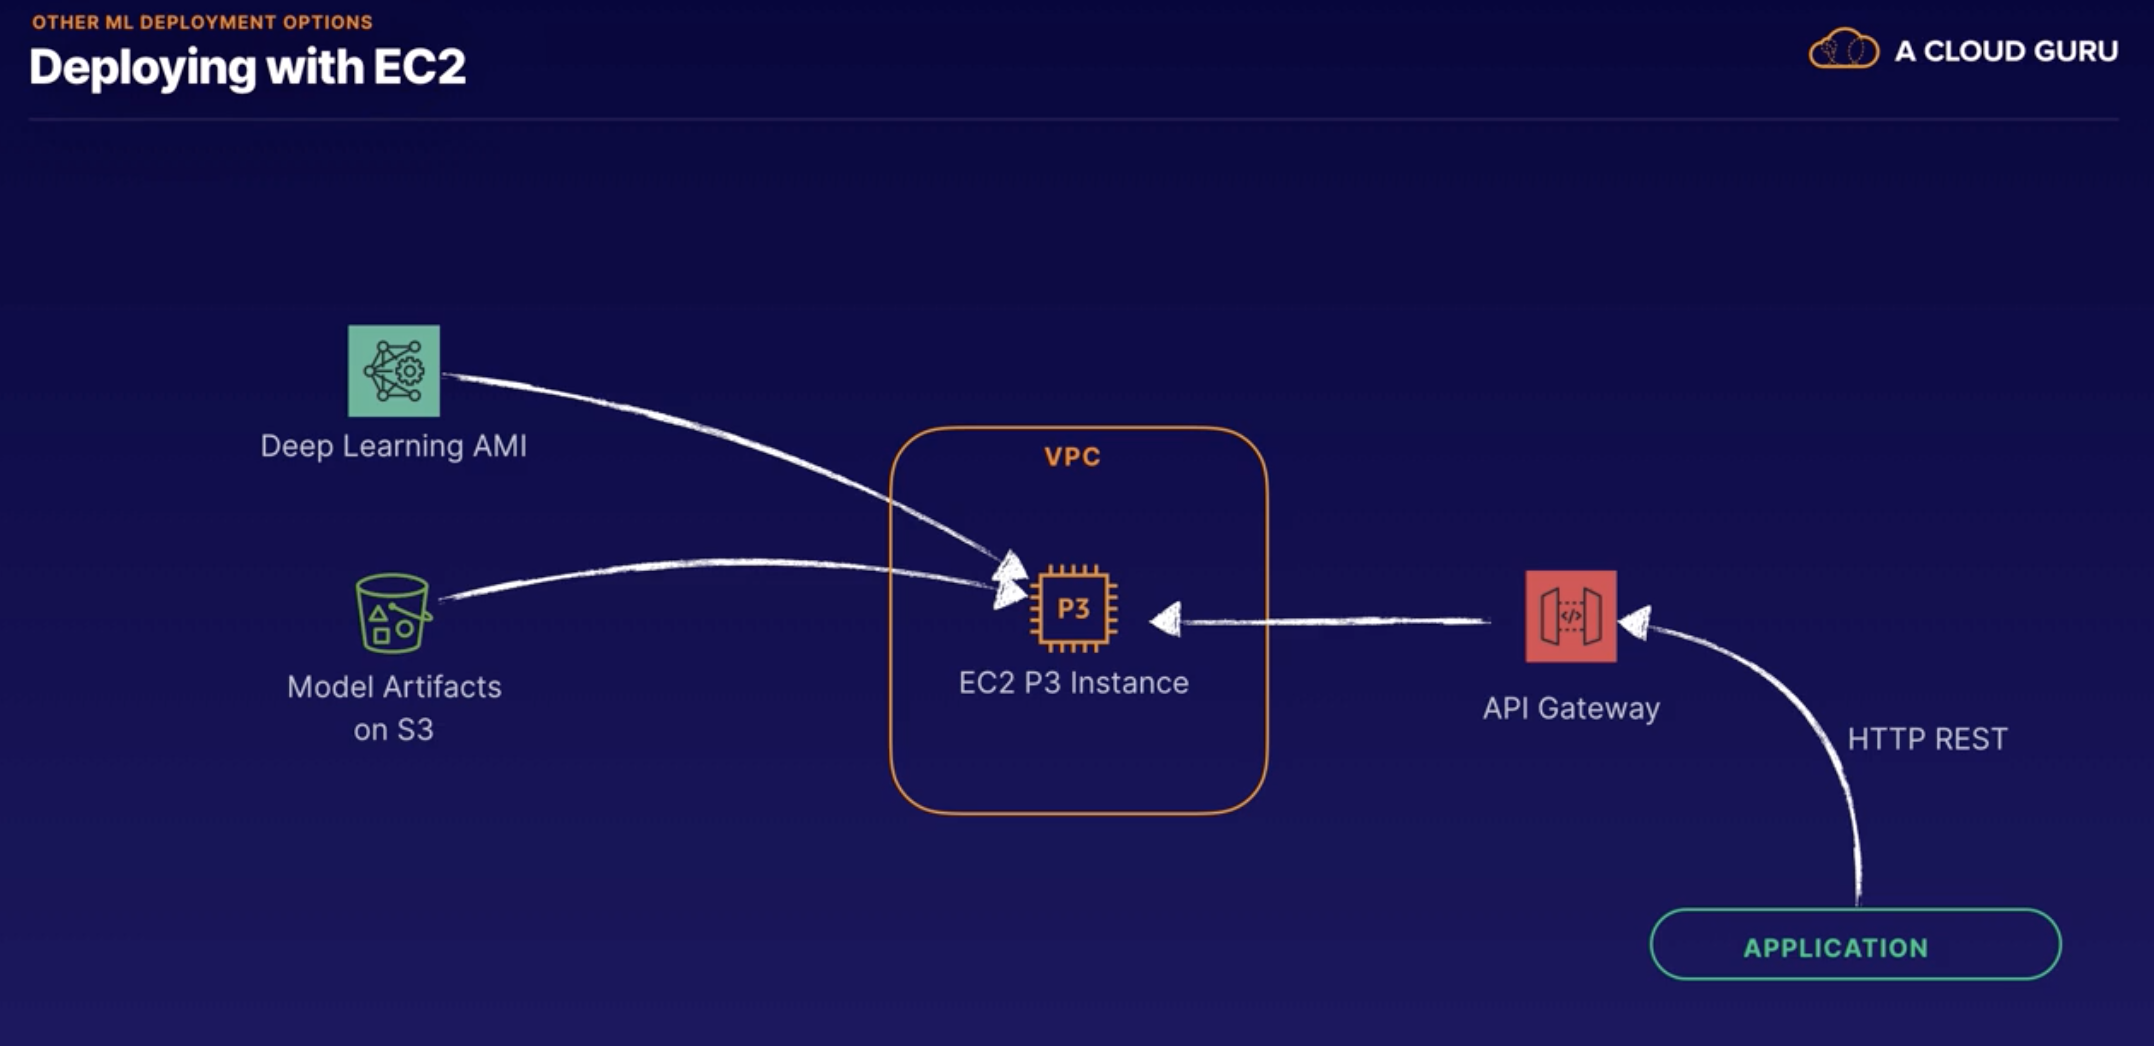 OTHER ML DEPLOYMENT OPTIONS
Deploying with EC2
A CLOUD GURU
Deep Learning AMI
VPC
P3
EC2 P3 Instance
Model Artifacts
on S3
</>
API Gateway
HTTP REST
APPLICATION